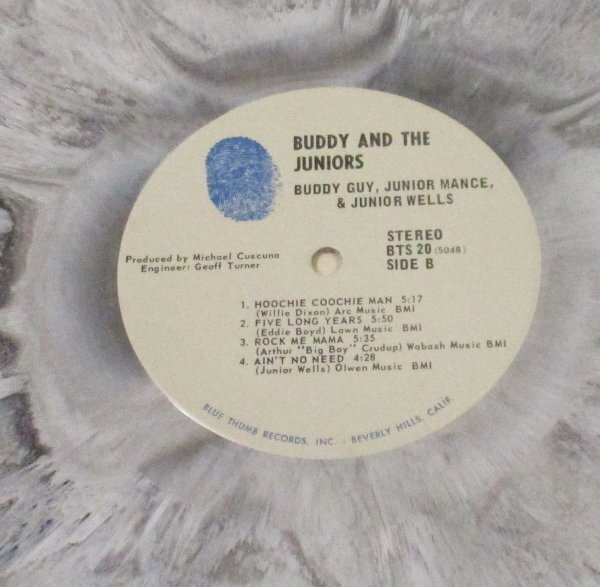 BUDDY AND THE
JUNIORS
BUDDY GUY, JUNIOR MANCE,
& JUNIOR WELLS
STEREO
BTS 20 (5048)
SIDE B
Produced by Michael Cuscuna
Engineer: Geoff Turner
1. HOOCHIE COOCHIE MAN 5:17
(Willie Dixon) Arc Music BMI
2. FIVE LONG YEARS 5:50
(Eddie Boyd) Lawn Music BMI
3. ROCK ME MAMA 5:35
(Arthur "Big Boy" Crudup) Wabash Music BMI
4. AIN'T NO NEED 4:28
(Junior Wells) Olwen Music BMI
BLUE THUMB RECORDS, INC. - BEVERLY HILLS, CALIF.